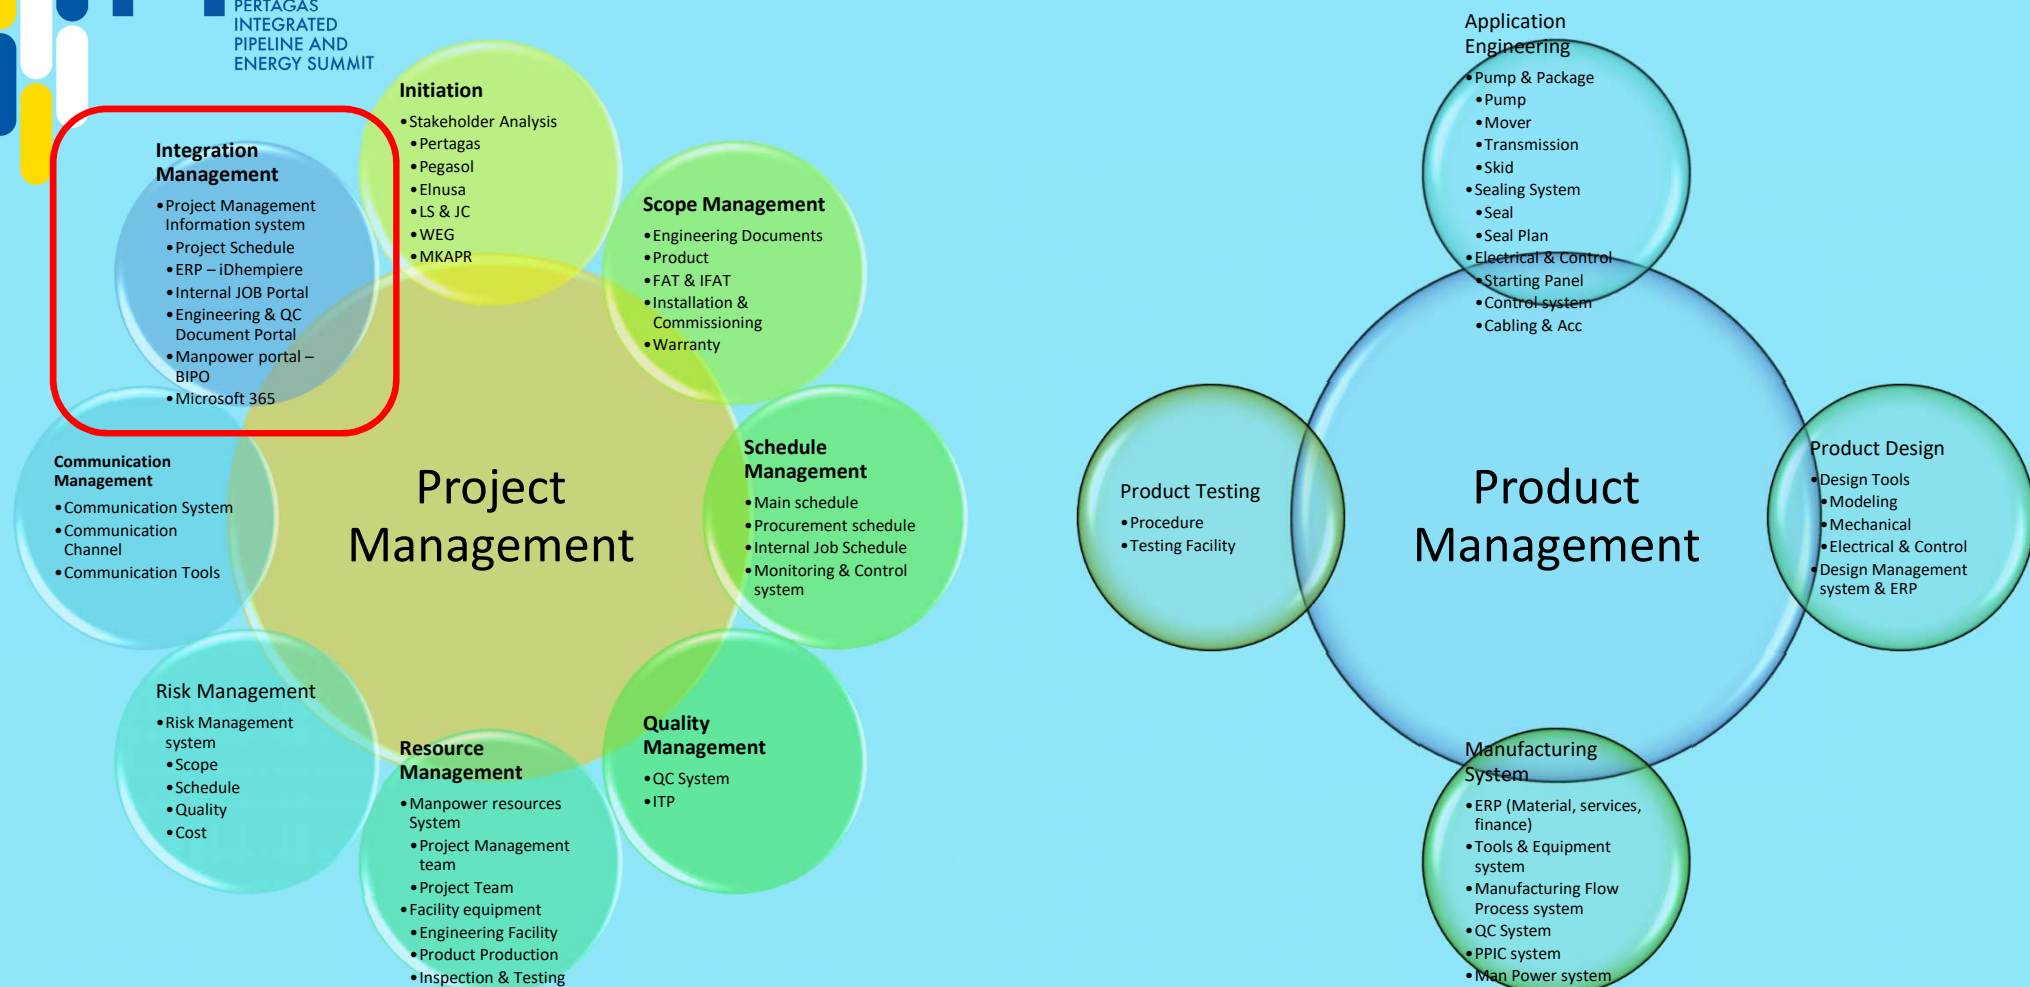 PERTAGAS
INTEGRATED
PIPELINE AND
ENERGY SUMMIT
Initiation
•Stakeholder Analysis
•Pertagas
•Pegasol
•Elnusa
•LS & JC
•WEG
•MKAPR
Scope Management
•Engineering Documents
•Product
•FAT & IFAT
•Installation &
Commissioning
•Warranty
Schedule
Management
•Main schedule
•Procurement schedule
•Internal Job Schedule
•Monitoring & Control
system
Quality
Management
•QC System
•ITP
Resource
Management
•Manpower resources
System
•Project Management
team
•Project Team
•Facility equipment
•Engineering Facility
•Product Production
•Inspection & Testing
Risk Management
•Risk Management
system
•Scope
•Schedule
•Quality
•Cost
Communication
Management
•Communication System
•Communication
Channel
•Communication Tools
Integration
Management
•Project Management
Information system
•Project Schedule
•ERP – iDhempiere
•Internal JOB Portal
•Engineering & QC
Document Portal
•Manpower portal –
BIPO
•Microsoft 365
Project
Management
Application
Engineering
•Pump & Package
•Pump
•Mover
•Transmission
•Skid
•Sealing System
•Seal
•Seal Plan
•Electrical & Control
•Starting Panel
•Control system
•Cabling & Acc
Product Design
•Design Tools
•Modeling
•Mechanical
•Electrical & Control
•Design Management
system & ERP
Manufacturing
System
•ERP (Material, services,
finance)
•Tools & Equipment
system
•Manufacturing Flow
Process system
•QC System
•PPIC system
•Man Power system
Product Testing
•Procedure
•Testing Facility
Product
Management